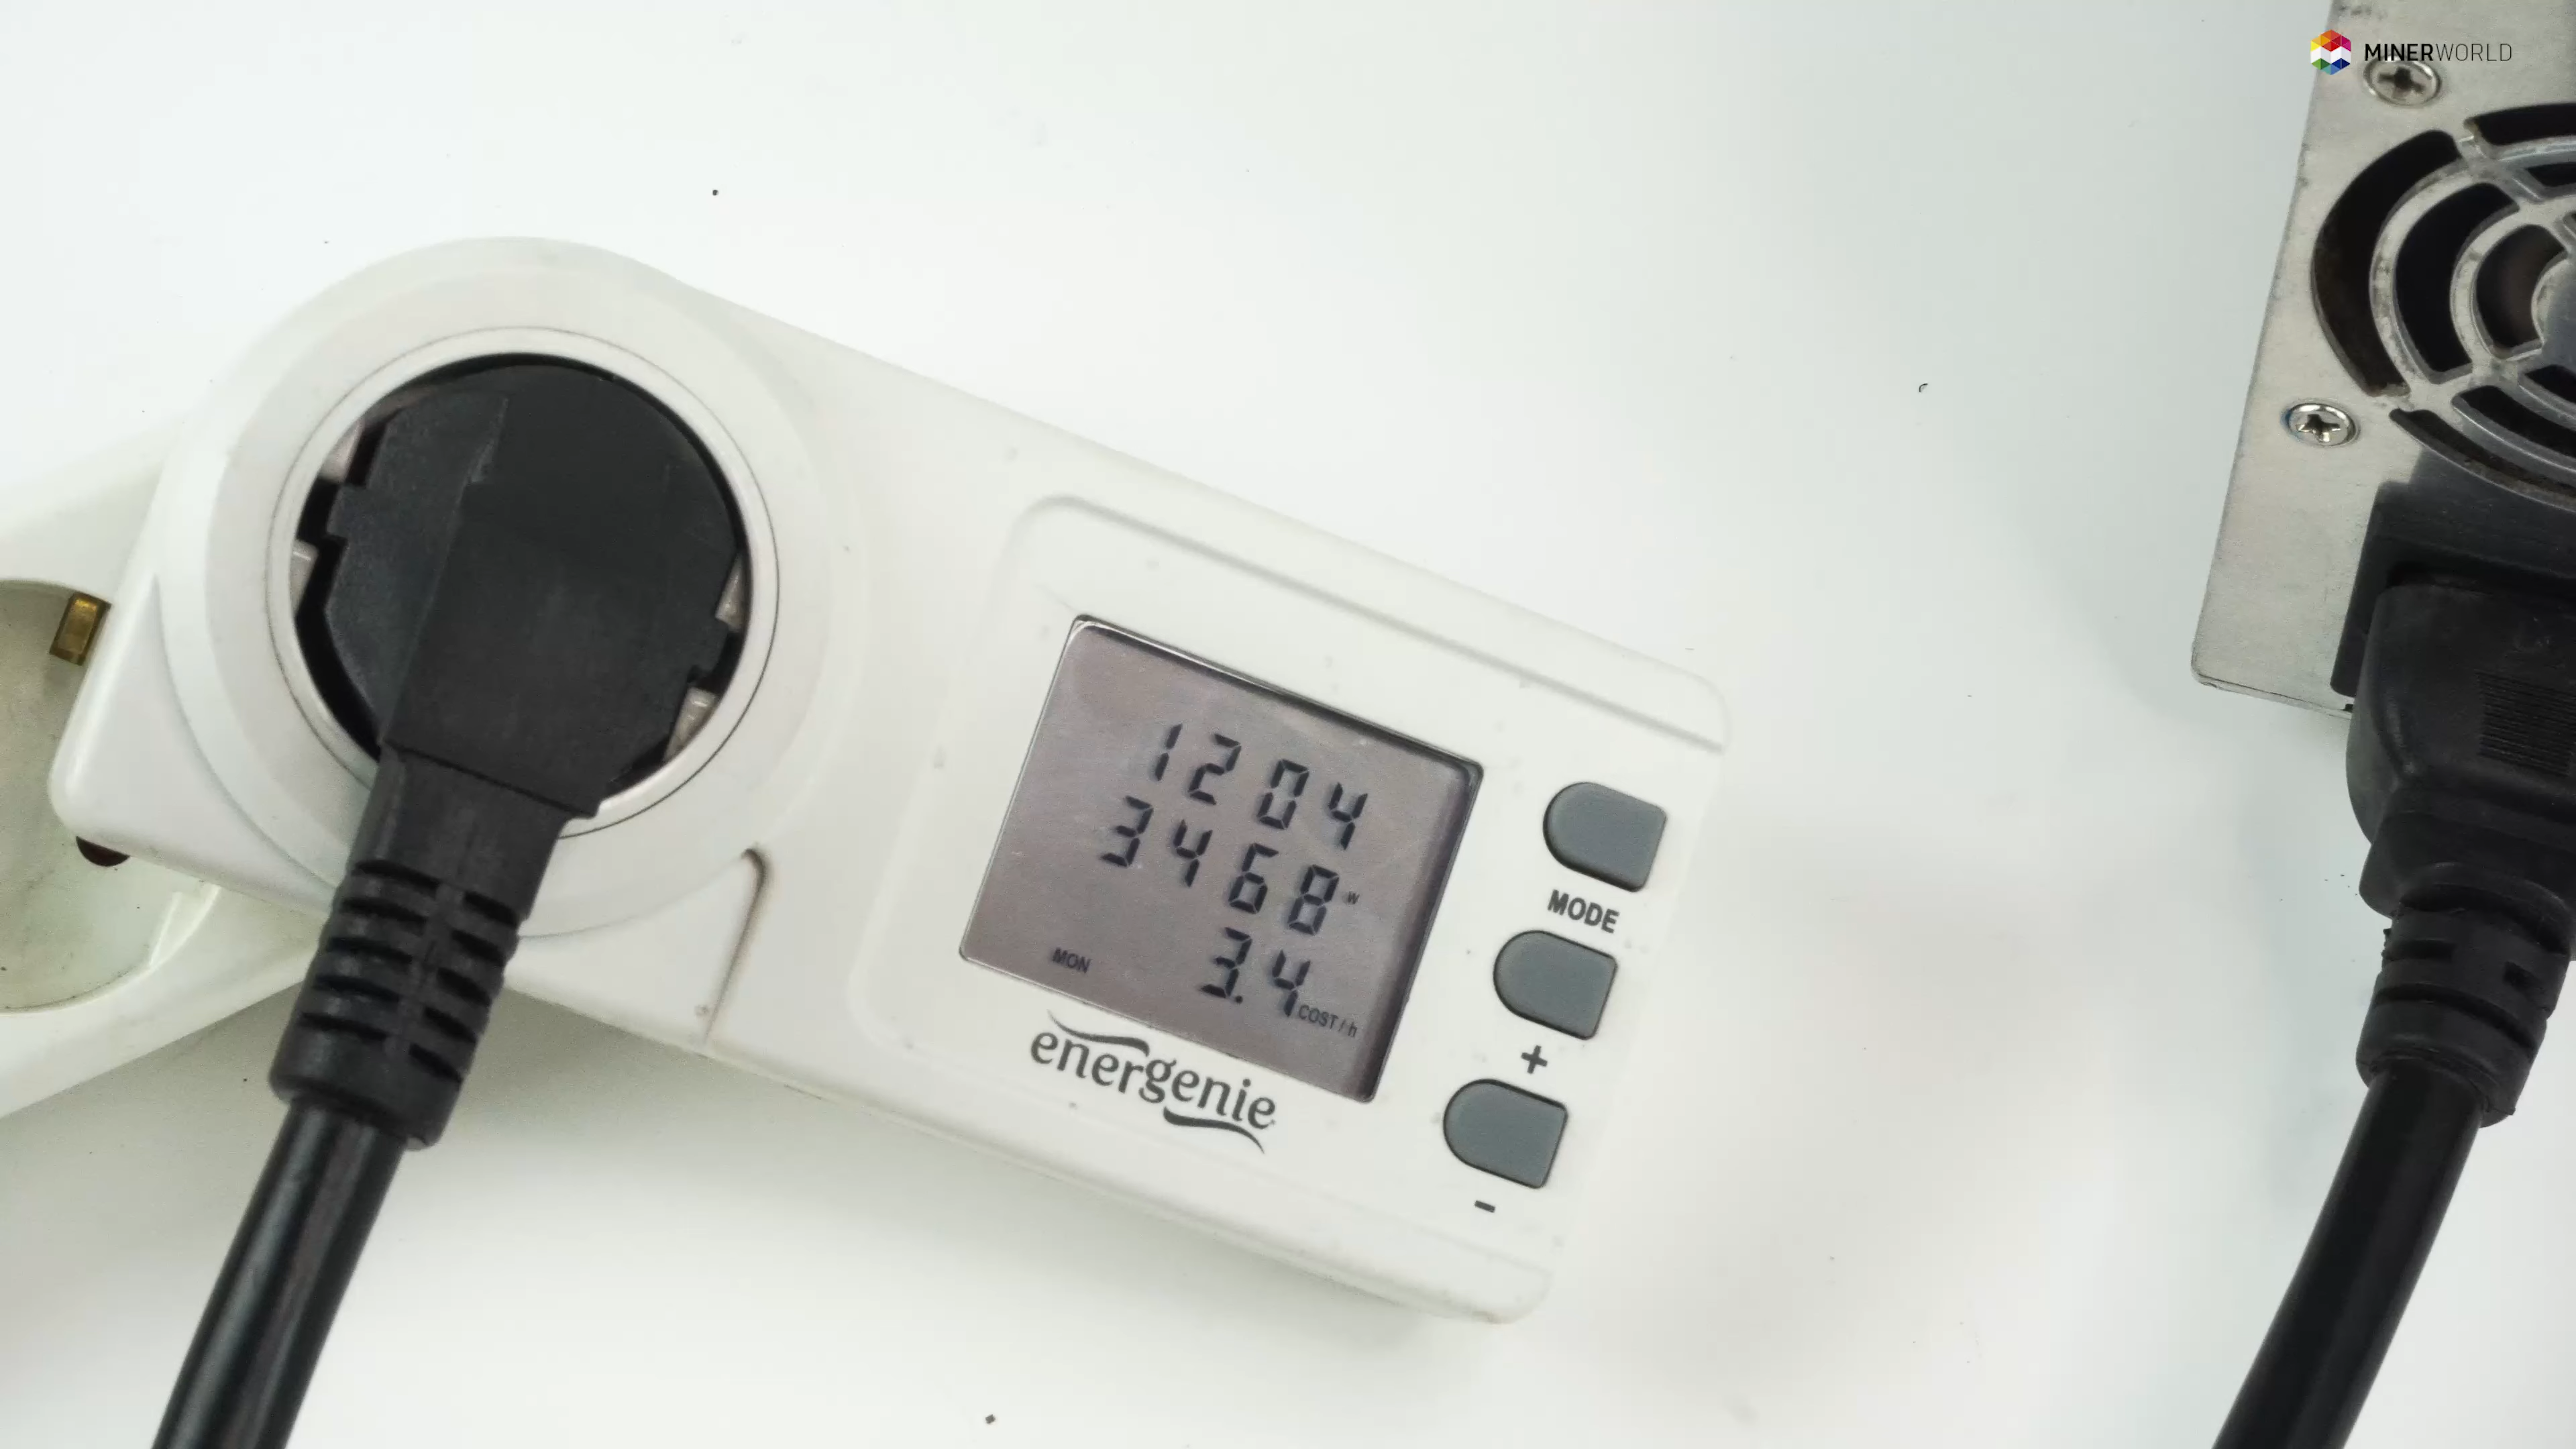 MINERWORLD
1204
3468 W
MON 3.4 COST/h
energenie
MODE
+
-